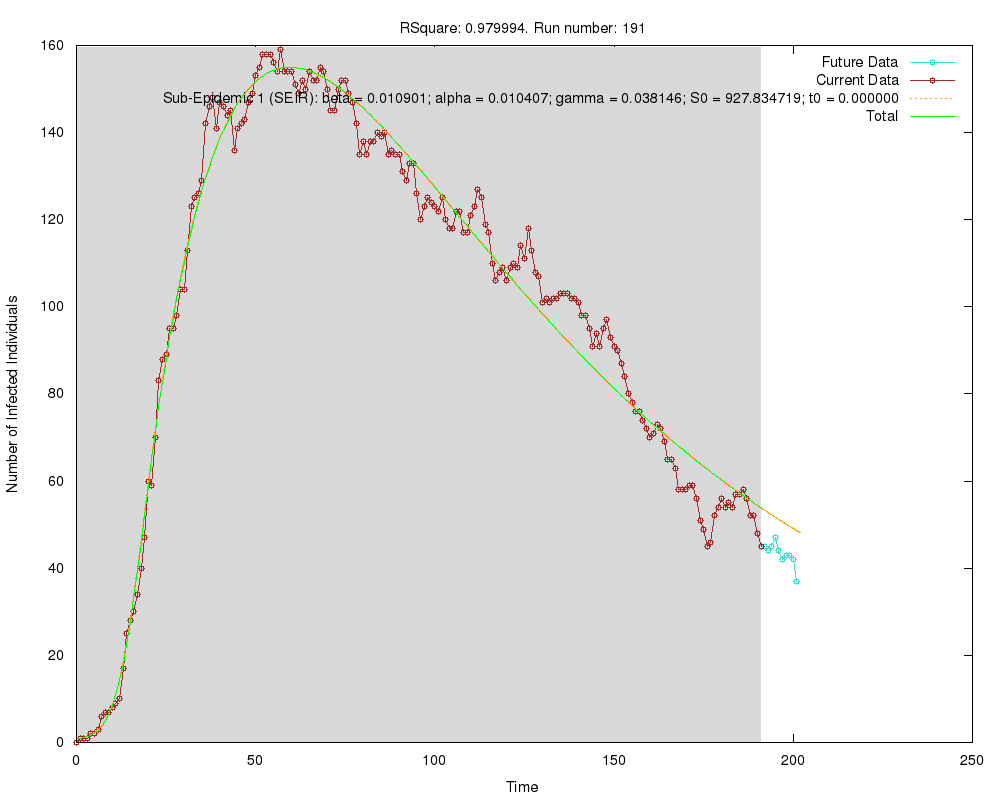 RSquare: 0.979994. Run number: 191
160
140
120
100
80
60
40
20
0
0
50
100
150
200
250
Number of Infected Individuals
Time
Future Data
Current Data
Sub-Epidemic 1 (SEIR): beta = 0.010901; alpha = 0.010407; gamma = 0.038146; S0 = 927.834719; t0 = 0.000000
Total